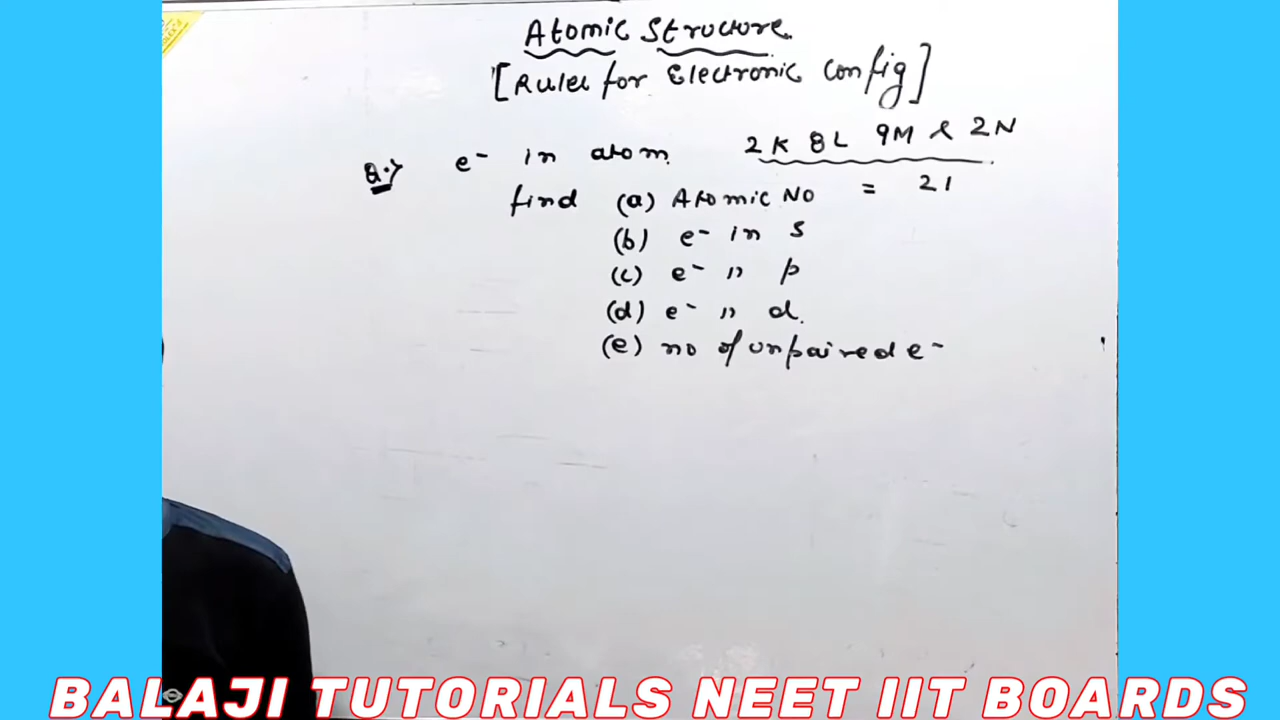 Atomic Structure.
[Rules for Electronic Config]
Q.> e- in atom. 2K 8L 9M & 2N
find (a) Atomic No = 21
(b) e- in s
(c) e- " p
(d) e- " d.
(e) no of unpaired e-
BALAJI TUTORIALS NEET IIT BOARDS